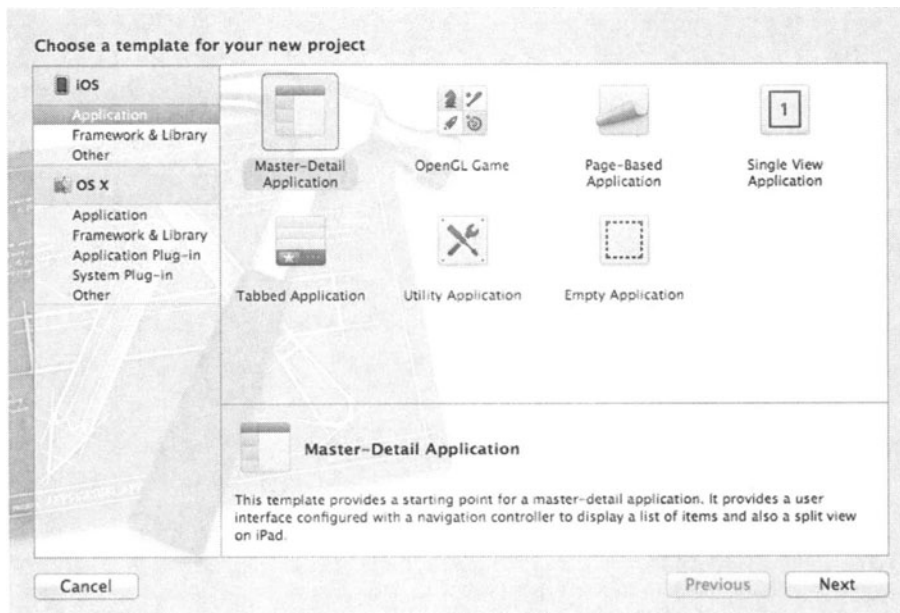 Choose a template for your new project
iOS
Application
Framework & Library
Other
OS X
Application
Framework & Library
Application Plug-in
System Plug-in
Other
Master-Detail
Application
OpenGL Game
Page-Based
Application
1
Single View
Application
Tabbed Application
Utility Application
Empty Application
Master-Detail Application
This template provides a starting point for a master-detail application. It provides a user
interface configured with a navigation controller to display a list of items and also a split view
on iPad.
Cancel
Previous
Next